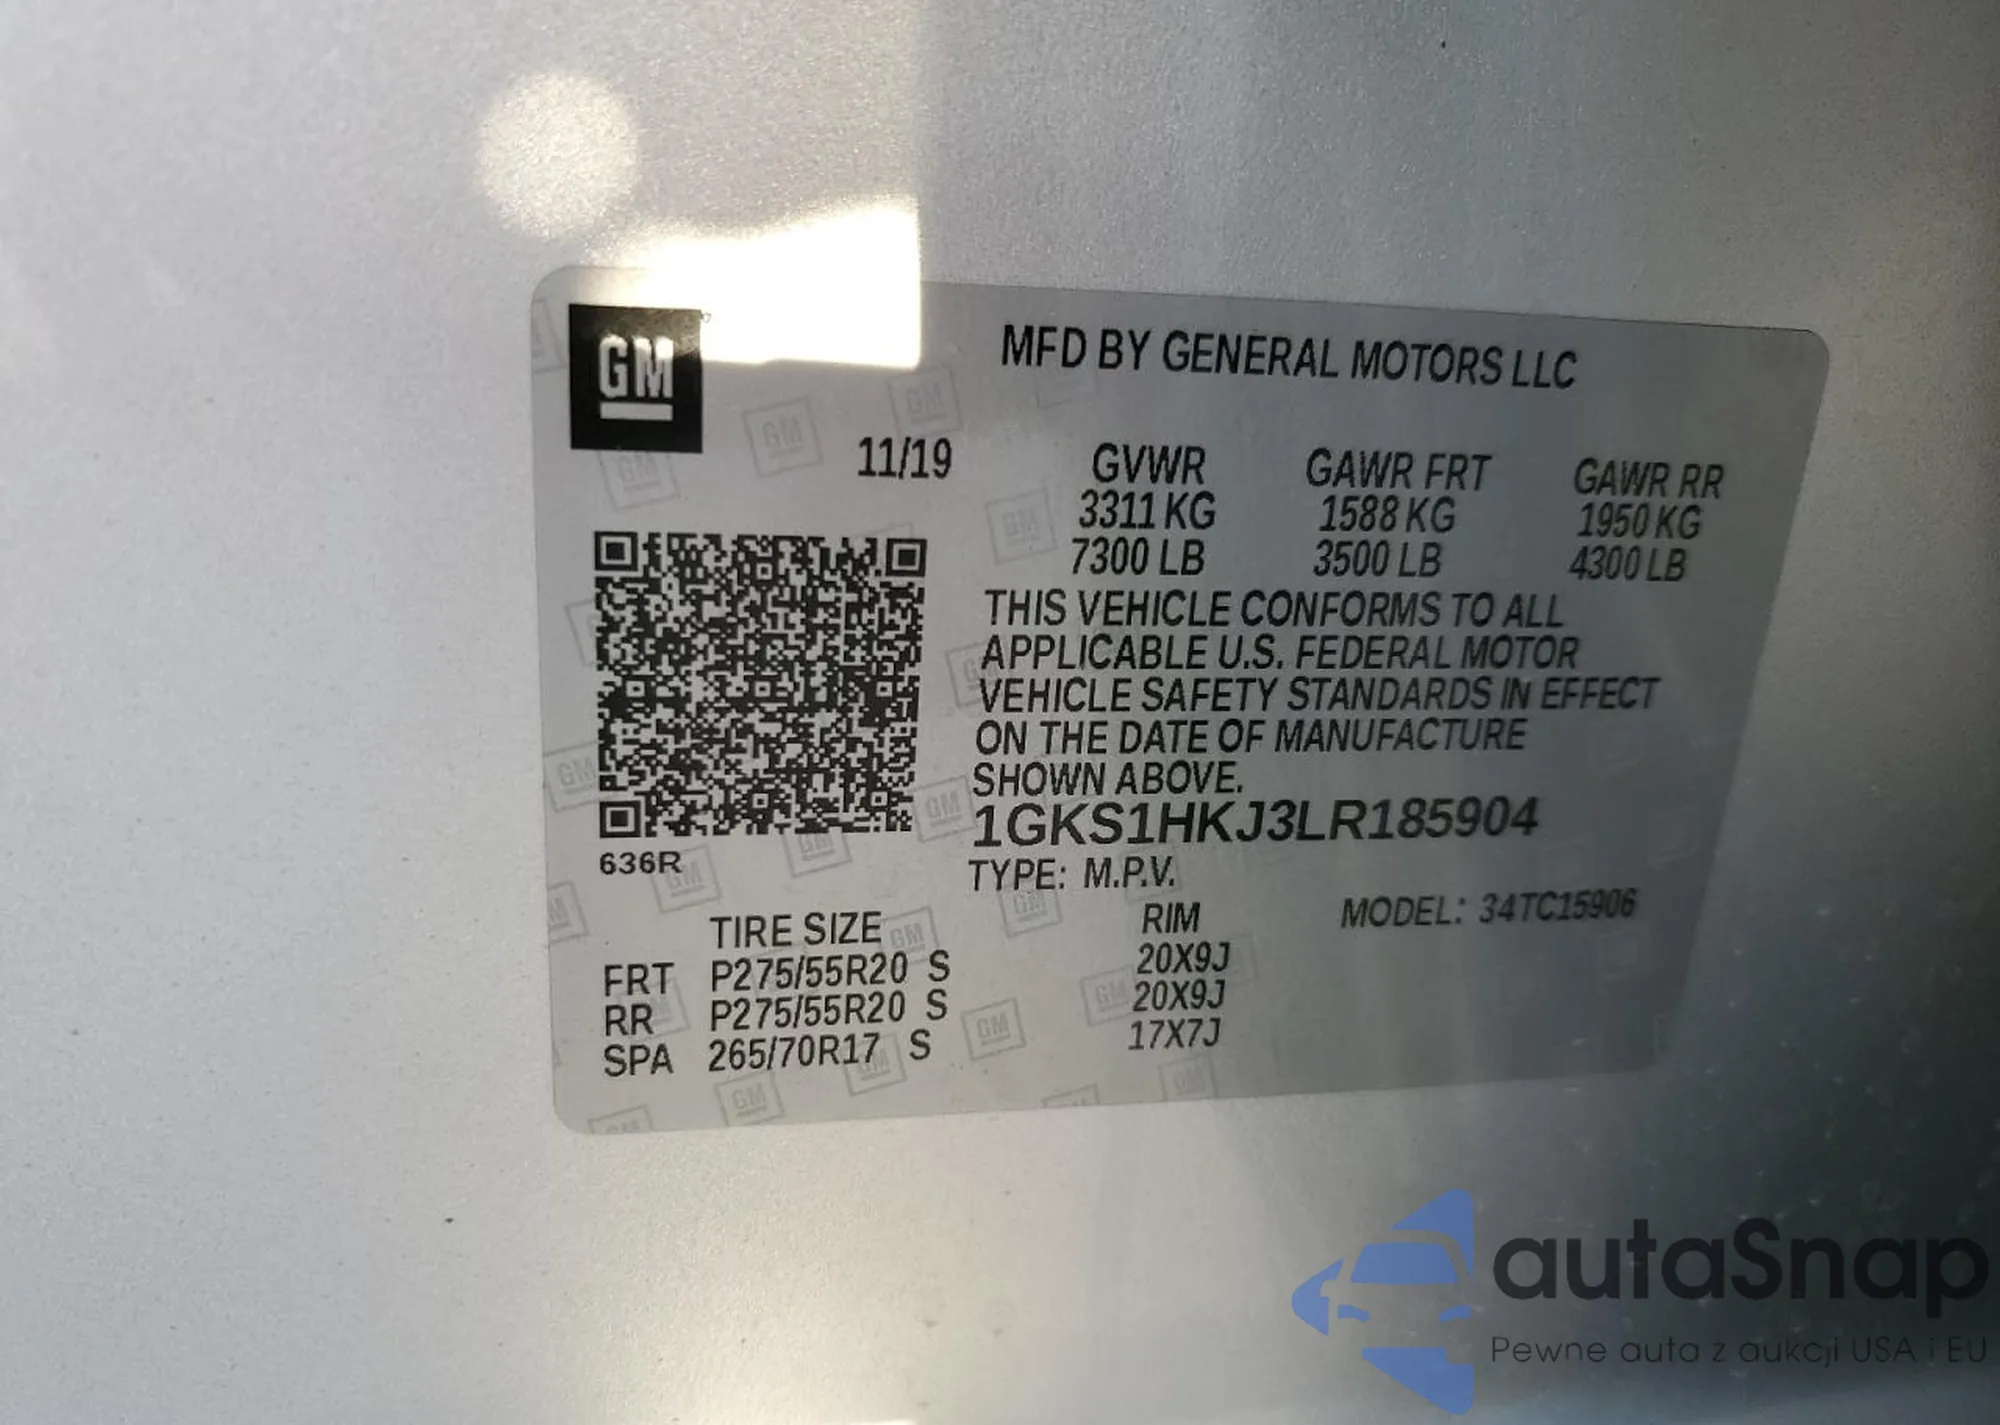 GM
MFD BY GENERAL MOTORS LLC
11/19
GVWR GAWR FRT GAWR RR
3311 KG 1588 KG 1950 KG
7300 LB 3500 LB 4300 LB
THIS VEHICLE CONFORMS TO ALL
APPLICABLE U.S. FEDERAL MOTOR
VEHICLE SAFETY STANDARDS IN EFFECT
ON THE DATE OF MANUFACTURE
SHOWN ABOVE.
1GKS1HKJ3LR185904
636R
TYPE: M.P.V.
MODEL: 34TC15906
TIRE SIZE RIM
FRT P275/55R20 S 20X9J
RR P275/55R20 S 20X9J
SPA 265/70R17 S 17X7J
autaSnap
Pewne auta z aukcji USA i EU